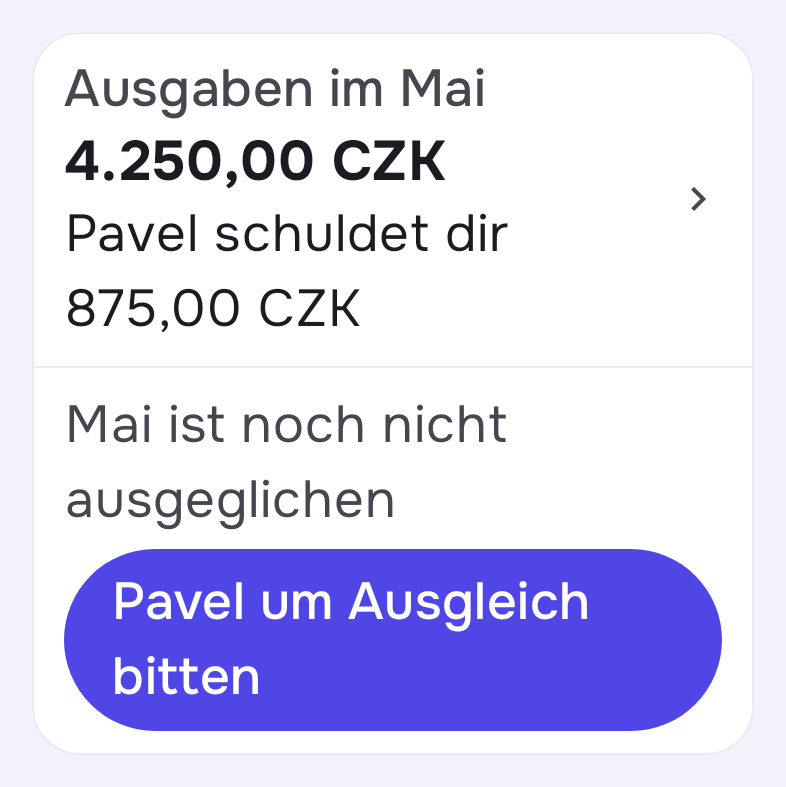 Ausgaben im Mai
4.250,00 CZK
Pavel schuldet dir
875,00 CZK
Mai ist noch nicht
ausgeglichen
Pavel um Ausgleich
bitten